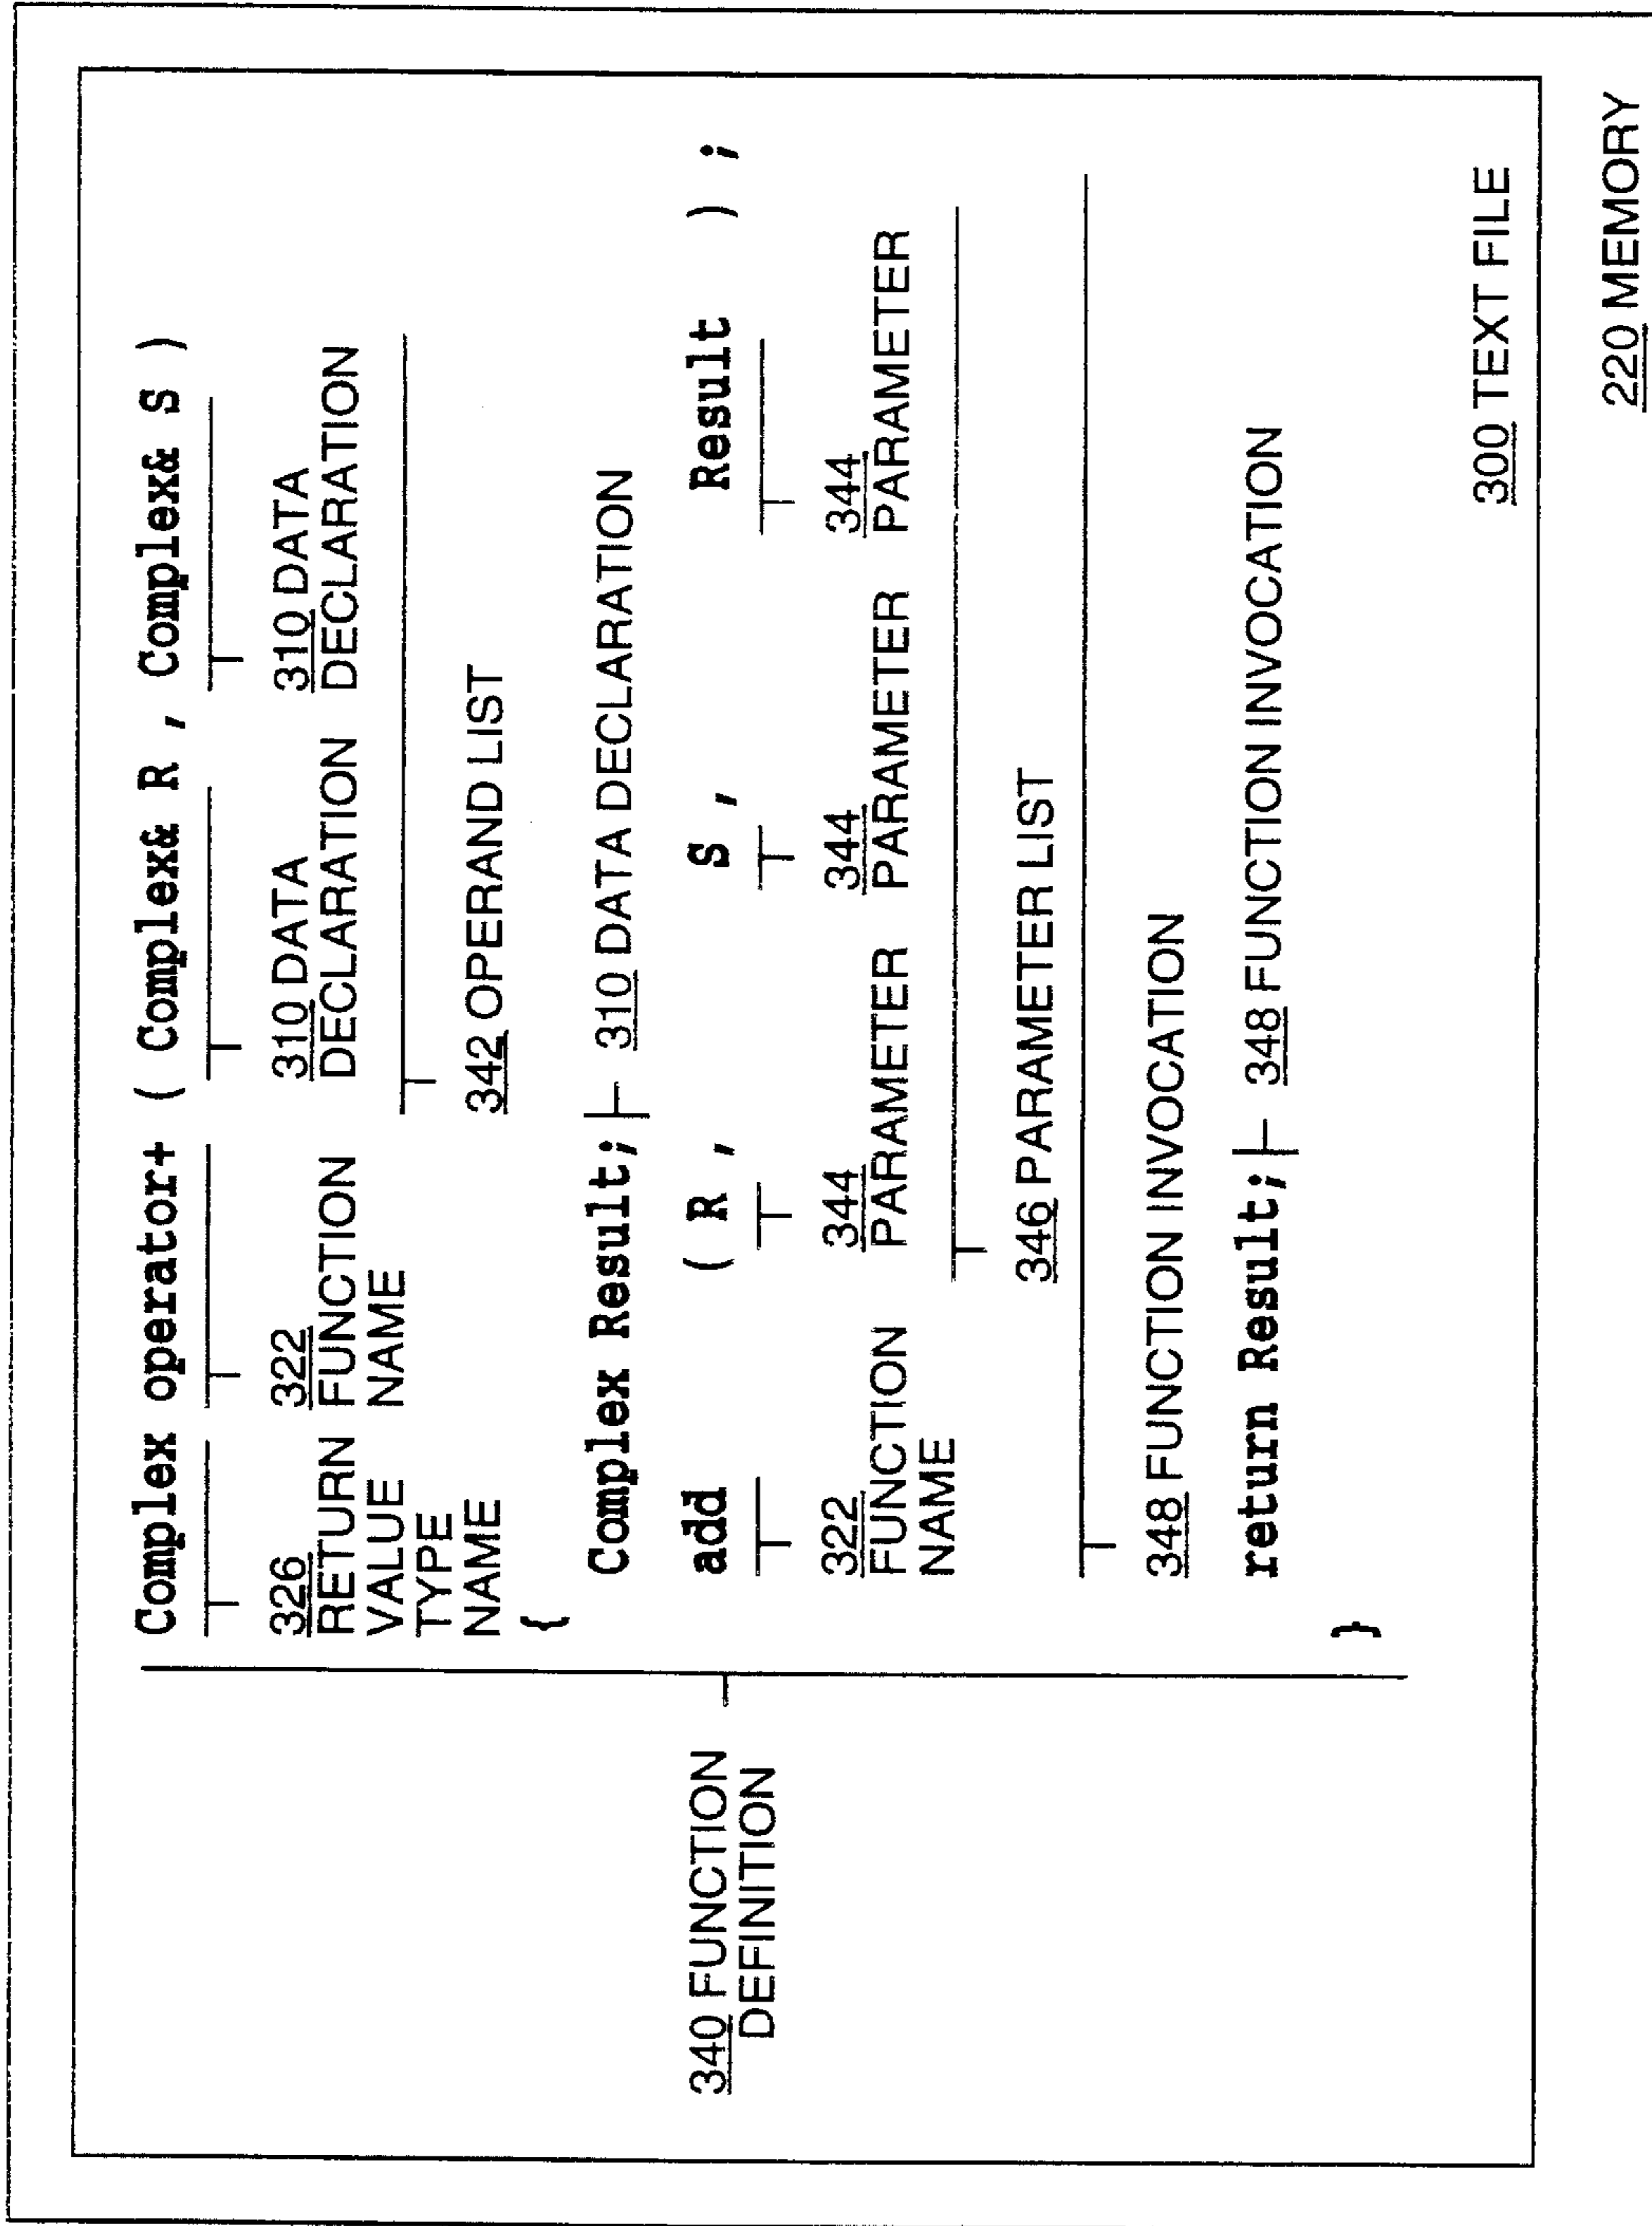 Complex operator+ ( Complex& R , Complex& S )
326 RETURN VALUE TYPE NAME
322 FUNCTION NAME
310 DATA DECLARATION
310 DATA DECLARATION
342 OPERAND LIST
{
Complex Result; 310 DATA DECLARATION
340 FUNCTION DEFINITION
add ( R , S , Result ) ;
322 FUNCTION NAME
344 PARAMETER
344 PARAMETER
344 PARAMETER
346 PARAMETER LIST
348 FUNCTION INVOCATION
return Result; 348 FUNCTION INVOCATION
}
300 TEXT FILE
220 MEMORY